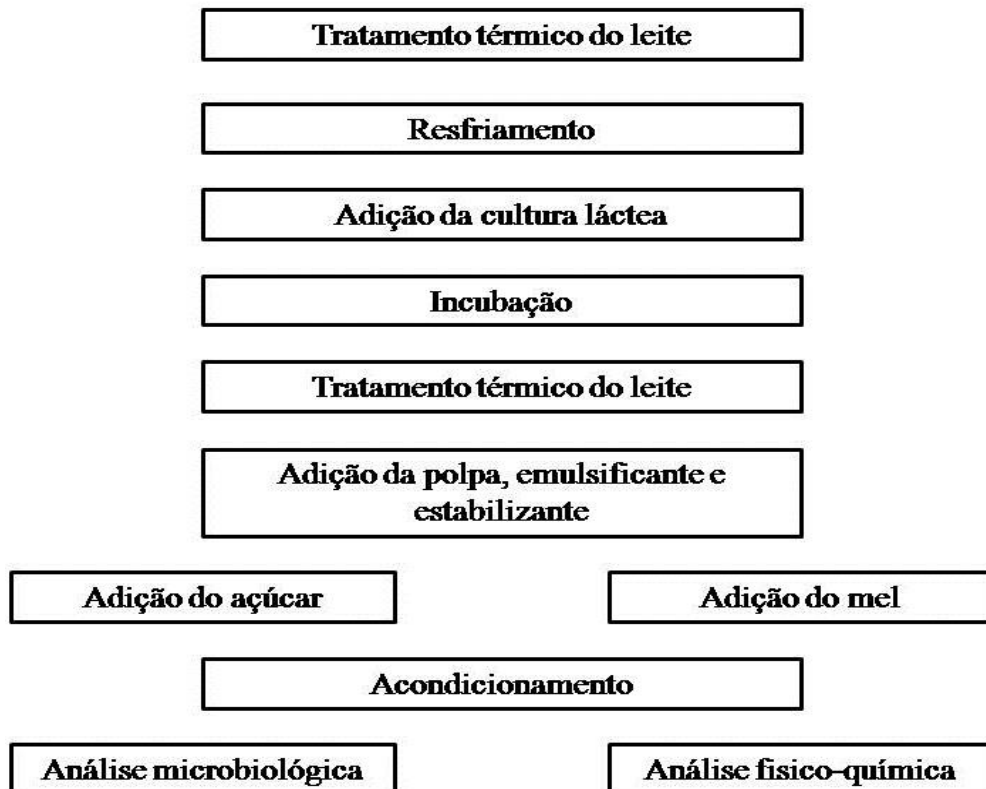 Tratamento térmico do leite
Resfriamento
Adição da cultura láctea
Incubação
Tratamento térmico do leite
Adição da polpa, emulsificante e
estabilizante
Adição do açúcar
Adição do mel
Acondicionamento
Análise microbiológica
Análise fisico-química